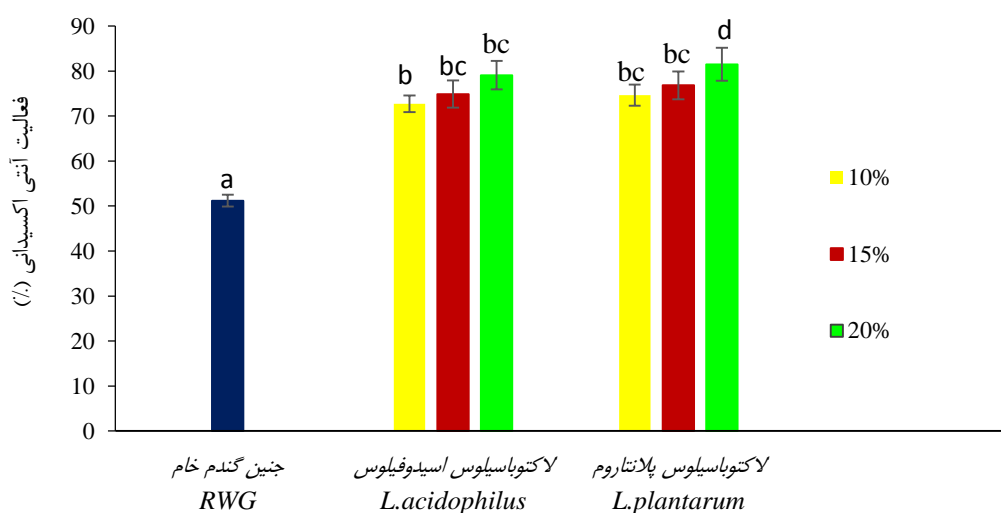 فعالیت آنتی اکسیدانی (٪)
90
80
70
60
50
40
30
20
10
0
a
b
bc
bc
bc
bc
d
10%
15%
20%
جنین گندم خام
RWG
لاکتوباسیلوس اسیدوفیلوس
L.acidophilus
لاکتوباسیلوس پلانتاروم
L.plantarum